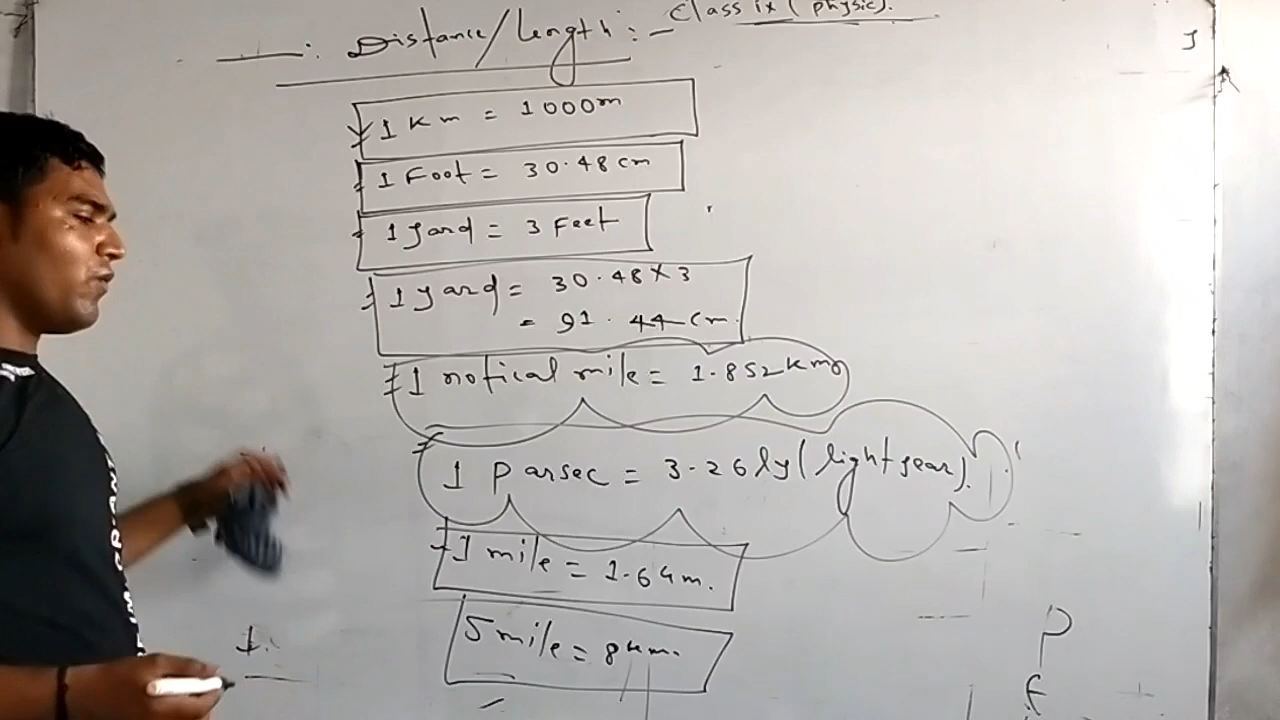 Class ix ( physic).
Distance/length :-
1 Km = 1000m
1 Foot = 30.48 cm
1 yard = 3 Feet
1 yard = 30.48 X 3
= 91.44 cm.
1 notical mile = 1.852 km
1 Parsec = 3.26 ly ( light year).
1 mile = 1.6 km.
5 mile = 8 km.
1.
P
f